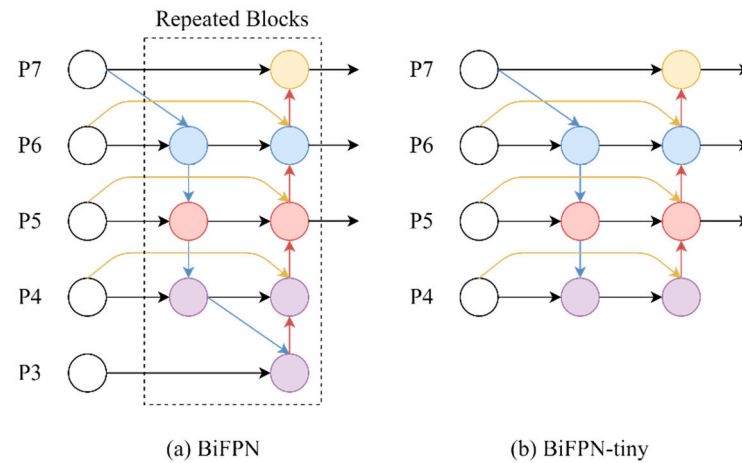 Repeated Blocks
P7
P6
P5
P4
P3
(a) BiFPN
P7
P6
P5
P4
(b) BiFPN-tiny